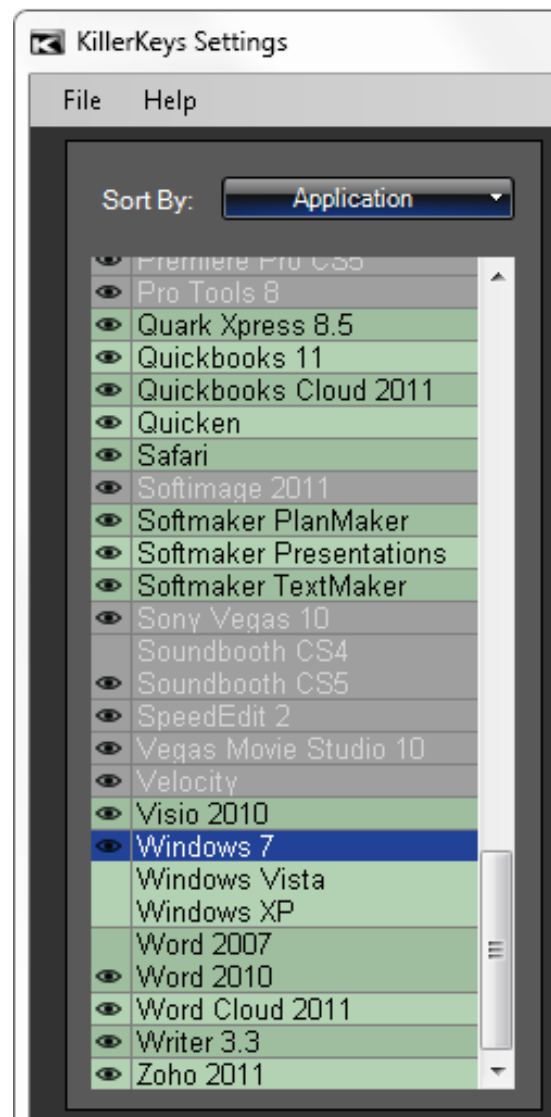 KillerKeys Settings
File Help
Sort By: Application
Premiere Pro CS5
Pro Tools 8
Quark Xpress 8.5
Quickbooks 11
Quickbooks Cloud 2011
Quicken
Safari
Softimage 2011
Softmaker PlanMaker
Softmaker Presentations
Softmaker TextMaker
Sony Vegas 10
Soundbooth CS4
Soundbooth CS5
SpeedEdit 2
Vegas Movie Studio 10
Velocity
Visio 2010
Windows 7
Windows Vista
Windows XP
Word 2007
Word 2010
Word Cloud 2011
Writer 3.3
Zoho 2011